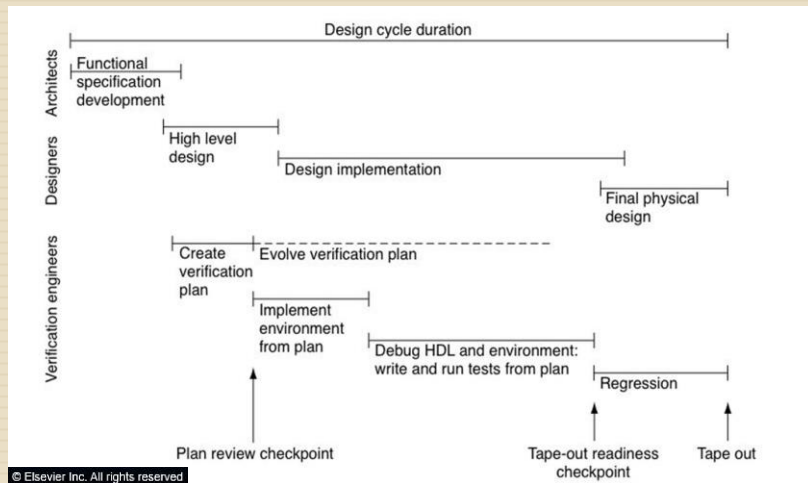 Design cycle duration
Architects
Functional
specification
development
High level
design
Designers
Design implementation
Final physical
design
Verification engineers
Create
verification
plan
Evolve verification plan
Implement
environment
from plan
Debug HDL and environment:
write and run tests from plan
Regression
Plan review checkpoint
Tape-out readiness
checkpoint
Tape out
© Elsevier Inc. All rights reserved